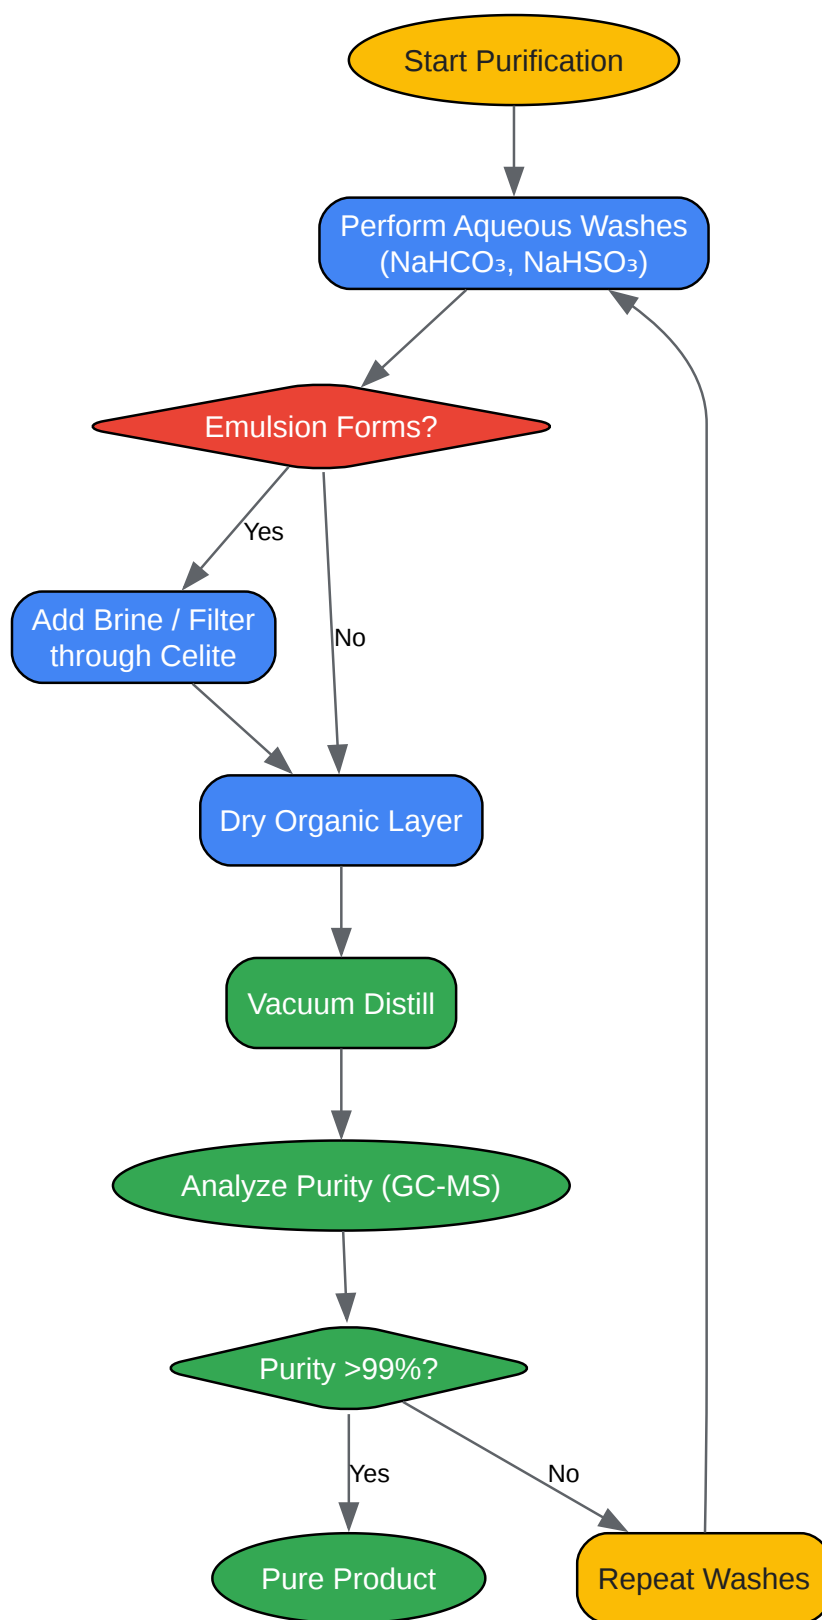 Start Purification
Perform Aqueous Washes
(NaHCO₃, NaHSO₃)
Emulsion Forms?
Yes
Add Brine / Filter
through Celite
No
Dry Organic Layer
Vacuum Distill
Analyze Purity (GC-MS)
Purity >99%?
Yes
No
Pure Product
Repeat Washes